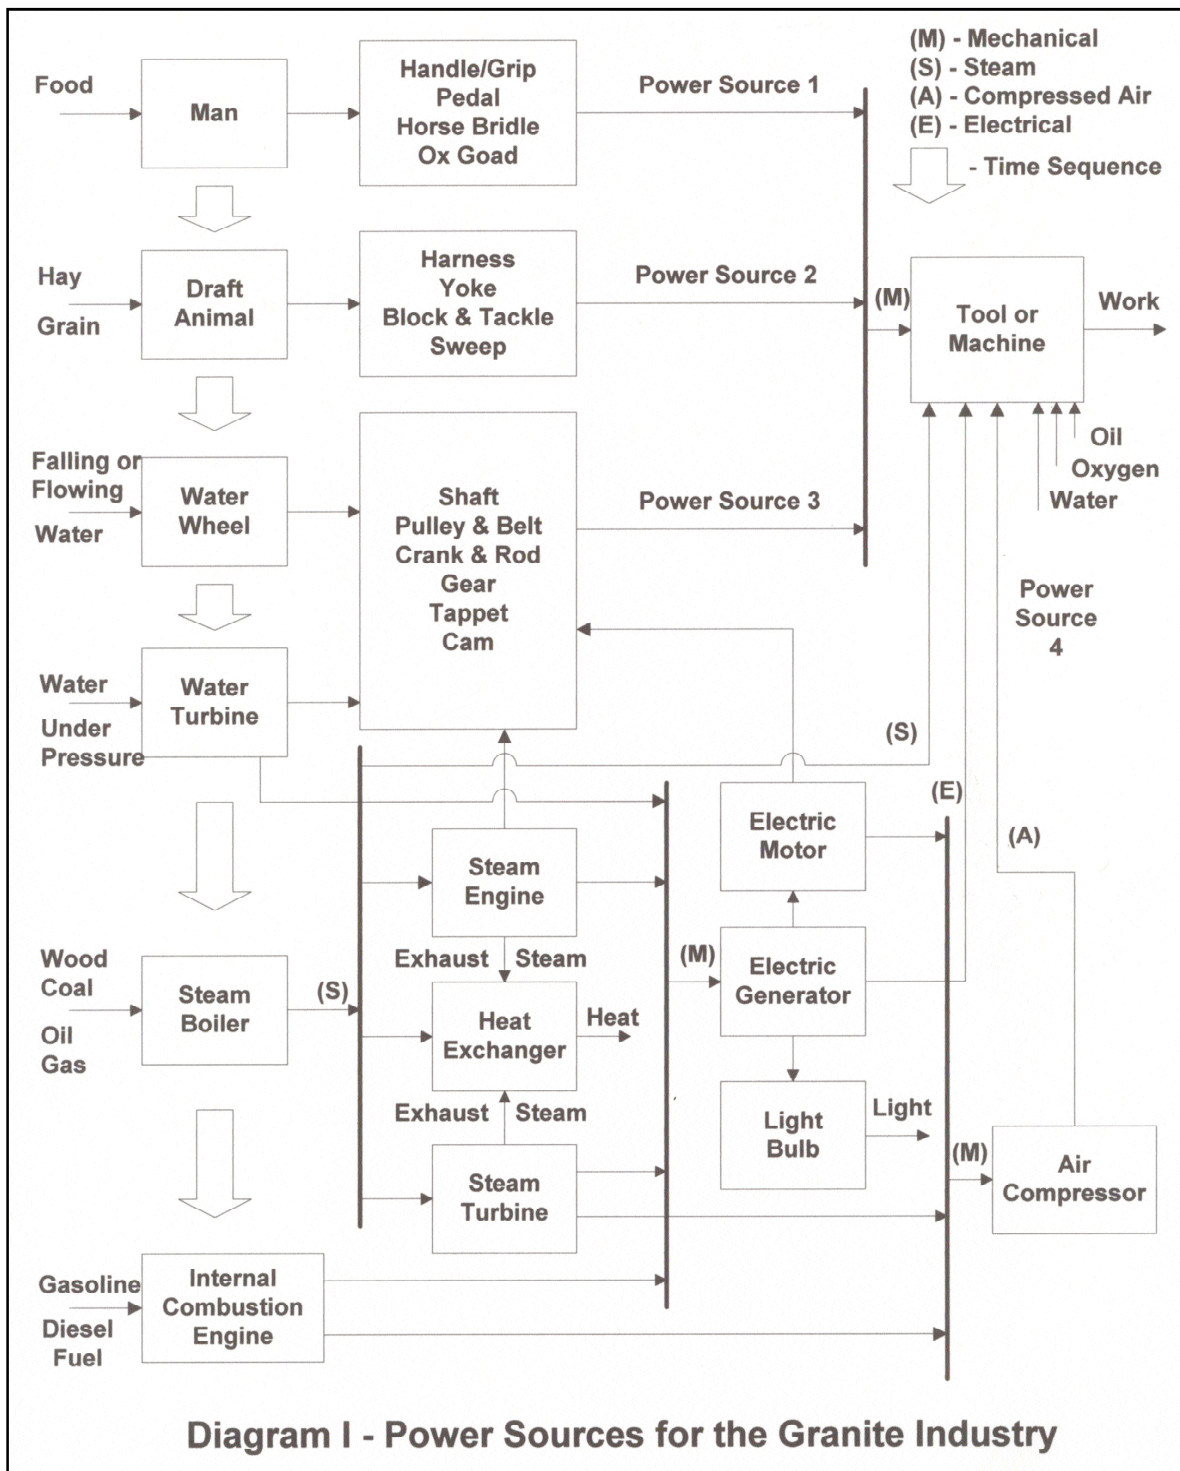 (M) - Mechanical
(S) - Steam
(A) - Compressed Air
(E) - Electrical
- Time Sequence
Food
Man
Handle/Grip
Pedal
Horse Bridle
Ox Goad
Power Source 1
Hay
Grain
Draft
Animal
Harness
Yoke
Block & Tackle
Sweep
Power Source 2
(M)
Tool or
Machine
Work
Oil
Oxygen
Water
Falling or
Flowing
Water
Water
Wheel
Shaft
Pulley & Belt
Crank & Rod
Gear
Tappet
Cam
Power Source 3
Power
Source
4
Water
Under
Pressure
Water
Turbine
(S)
(E)
(A)
Steam
Engine
Electric
Motor
Exhaust Steam
Wood
Coal
Oil
Gas
Steam
Boiler
(S)
Heat
Exchanger
Heat
(M)
Electric
Generator
Exhaust Steam
Steam
Turbine
Light
Bulb
Light
(M)
Air
Compressor
Gasoline
Diesel
Fuel
Internal
Combustion
Engine
Diagram I - Power Sources for the Granite Industry